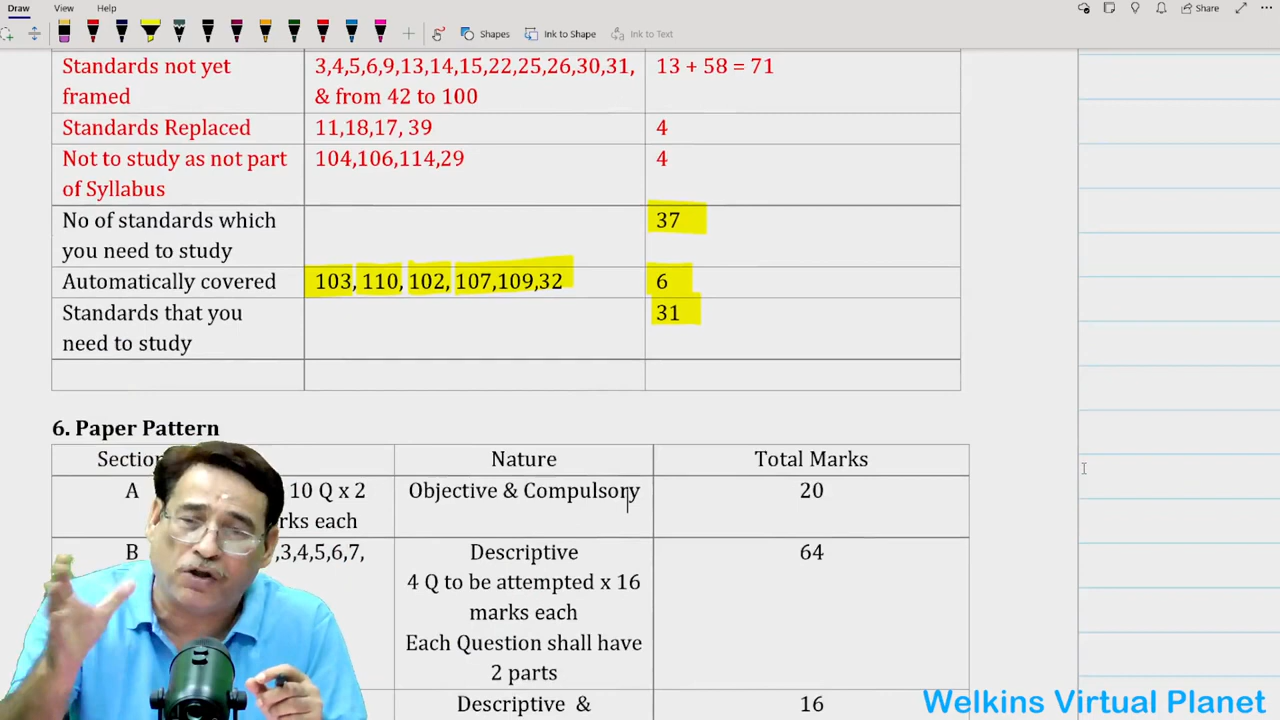 Draw View Help
Shapes Ink to Shape Ink to Text Share
Standards not yet framed
3,4,5,6,9,13,14,15,22,25,26,30,31, & from 42 to 100
13 + 58 = 71
Standards Replaced
11,18,17, 39
4
Not to study as not part of Syllabus
104,106,114,29
4
No of standards which you need to study
37
Automatically covered
103, 110, 102, 107,109,32
6
Standards that you need to study
31
6. Paper Pattern
Nature
Total Marks
A
10 Q x 2
each
Objective & Compulsory
20
B
,3,4,5,6,7,
Descriptive
4 Q to be attempted x 16
marks each
Each Question shall have
2 parts
64
Descriptive &
16
Welkins Virtual Planet